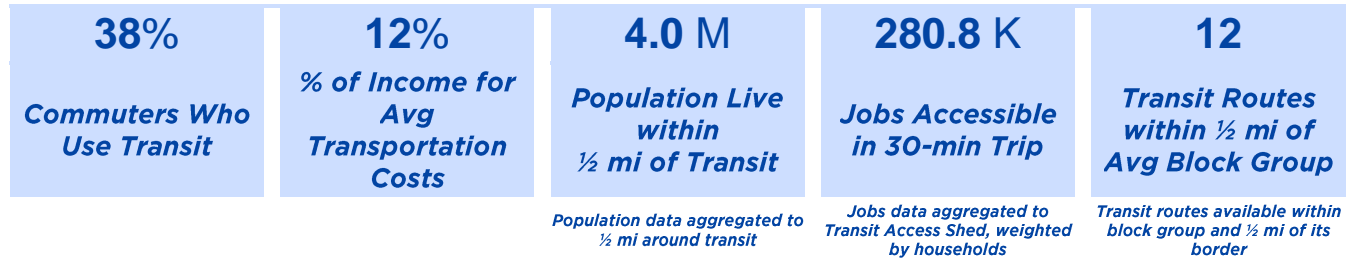 38%
Commuters Who
Use Transit
12%
% of Income for
Avg
Transportation
Costs
4.0 M
Population Live
within
½ mi of Transit
Population data aggregated to
½ mi around transit
280.8 K
Jobs Accessible
in 30-min Trip
Jobs data aggregated to
Transit Access Shed, weighted
by households
12
Transit Routes
within ½ mi of
Avg Block Group
Transit routes available within
block group and ½ mi of its
border